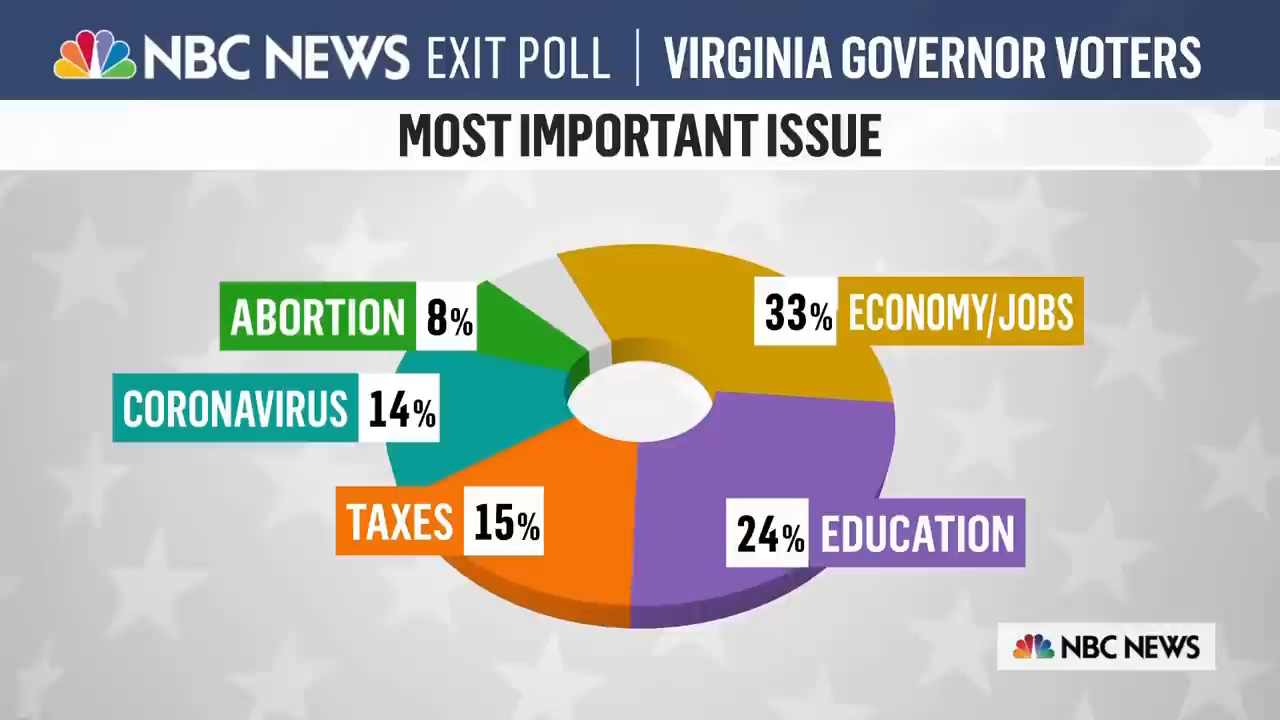 NBC NEWS EXIT POLL | VIRGINIA GOVERNOR VOTERS
MOST IMPORTANT ISSUE
ABORTION 8%
33% ECONOMY/JOBS
CORONAVIRUS 14%
TAXES 15%
24% EDUCATION
NBC NEWS